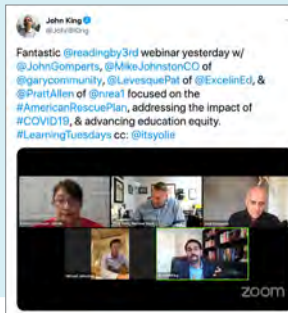 John King
@JohnBKing
Fantastic @readingby3rd webinar yesterday w/
@JohnGomperts, @MikeJohnstonCO of
@garycommunity, @LevesquePat of @ExcelinEd, &
@PrattAllen of @nrea1 focused on the
#AmericanRescuePlan, addressing the impact of
#COVID19, & advancing education equity.
#LearningTuesdays cc: @itsyolie
zoom